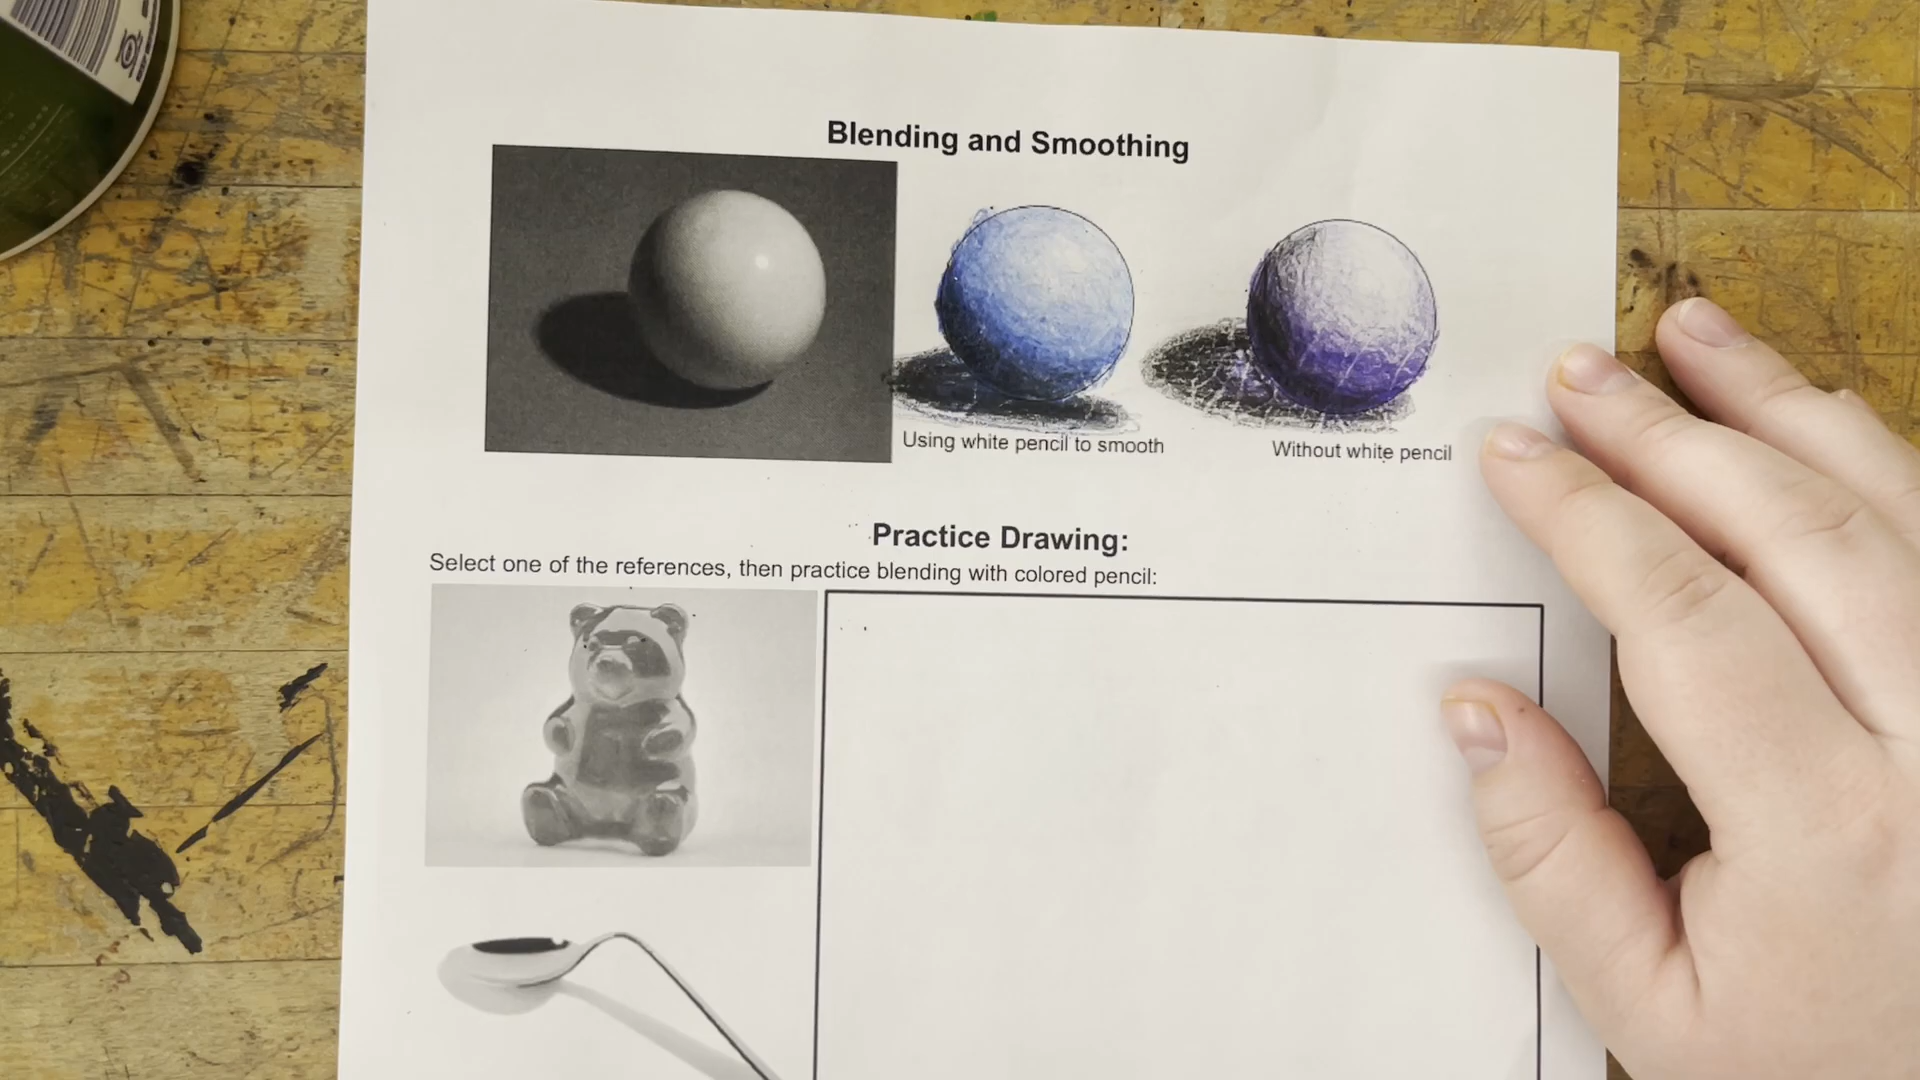 Blending and Smoothing
Using white pencil to smooth
Without white pencil
Practice Drawing:
Select one of the references, then practice blending with colored pencil: